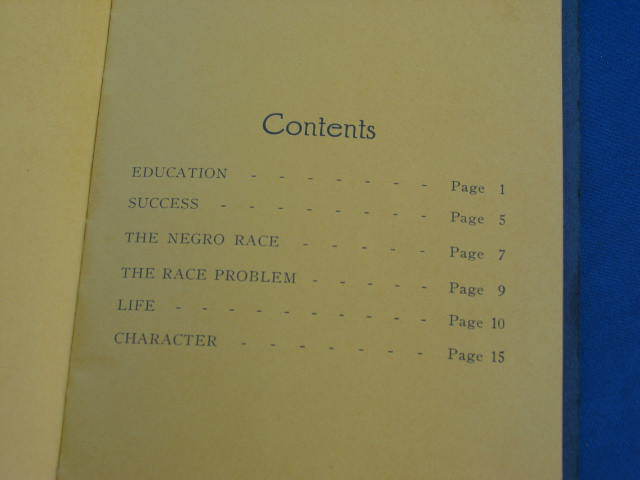 Contents
EDUCATION - - - - - - - Page 1
SUCCESS - - - - - - - - Page 5
THE NEGRO RACE - - - - - Page 7
THE RACE PROBLEM - - - - - Page 9
LIFE - - - - - - - - - - Page 10
CHARACTER - - - - - - - Page 15